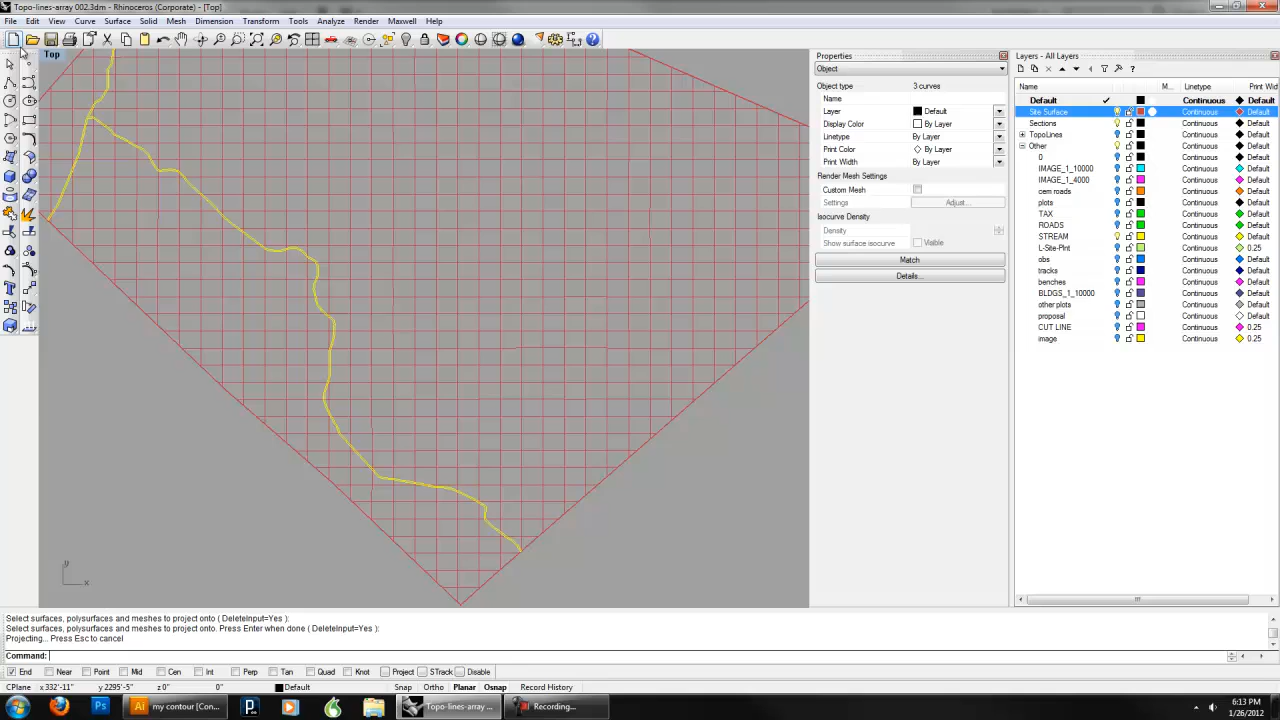 Topo-lines-array 002.3dm - Rhinoceros (Corporate) - [Top]
File Edit View Curve Surface Solid Mesh Dimension Transform Tools Analyze Render Maxwell Help
Top
Properties
Object
Object type 3 curves
Name
Layer Default
Display Color By Layer
Linetype By Layer
Print Color By Layer
Print Width By Layer
Render Mesh Settings
Custom Mesh
Settings Adjust...
Isocurve Density
Density
Show surface isocurve Visible
Match
Details...
Layers - All Layers
Name M... Linetype Print Wid
Default Continuous Default
Site Surface Continuous Default
Sections Continuous Default
TopoLines Continuous Default
Other Continuous Default
0 Continuous Default
IMAGE_1_10000 Continuous Default
IMAGE_1_4000 Continuous Default
cem roads Continuous Default
plots Continuous Default
TAX Continuous Default
ROADS Continuous Default
STREAM Continuous Default
L-Site-Plnt Continuous 0.25
obs Continuous Default
tracks Continuous Default
benches Continuous Default
BLDGS_1_10000 Continuous Default
other plots Continuous Default
proposal Continuous Default
CUT LINE Continuous 0.25
image Continuous 0.25
y
x
Select surfaces, polysurfaces and meshes to project onto ( DeleteInput=Yes ):
Select surfaces, polysurfaces and meshes to project onto. Press Enter when done ( DeleteInput=Yes ):
Projecting... Press Esc to cancel
Command:
End Near Point Mid Cen Int Perp Tan Quad Knot Project STrack Disable
CPlane x 332'-11" y 2295'-5" z 0" 0" Default Snap Ortho Planar Osnap Record History
my contour [Con... Topo-lines-array ... Recording... 6:13 PM
1/26/2012